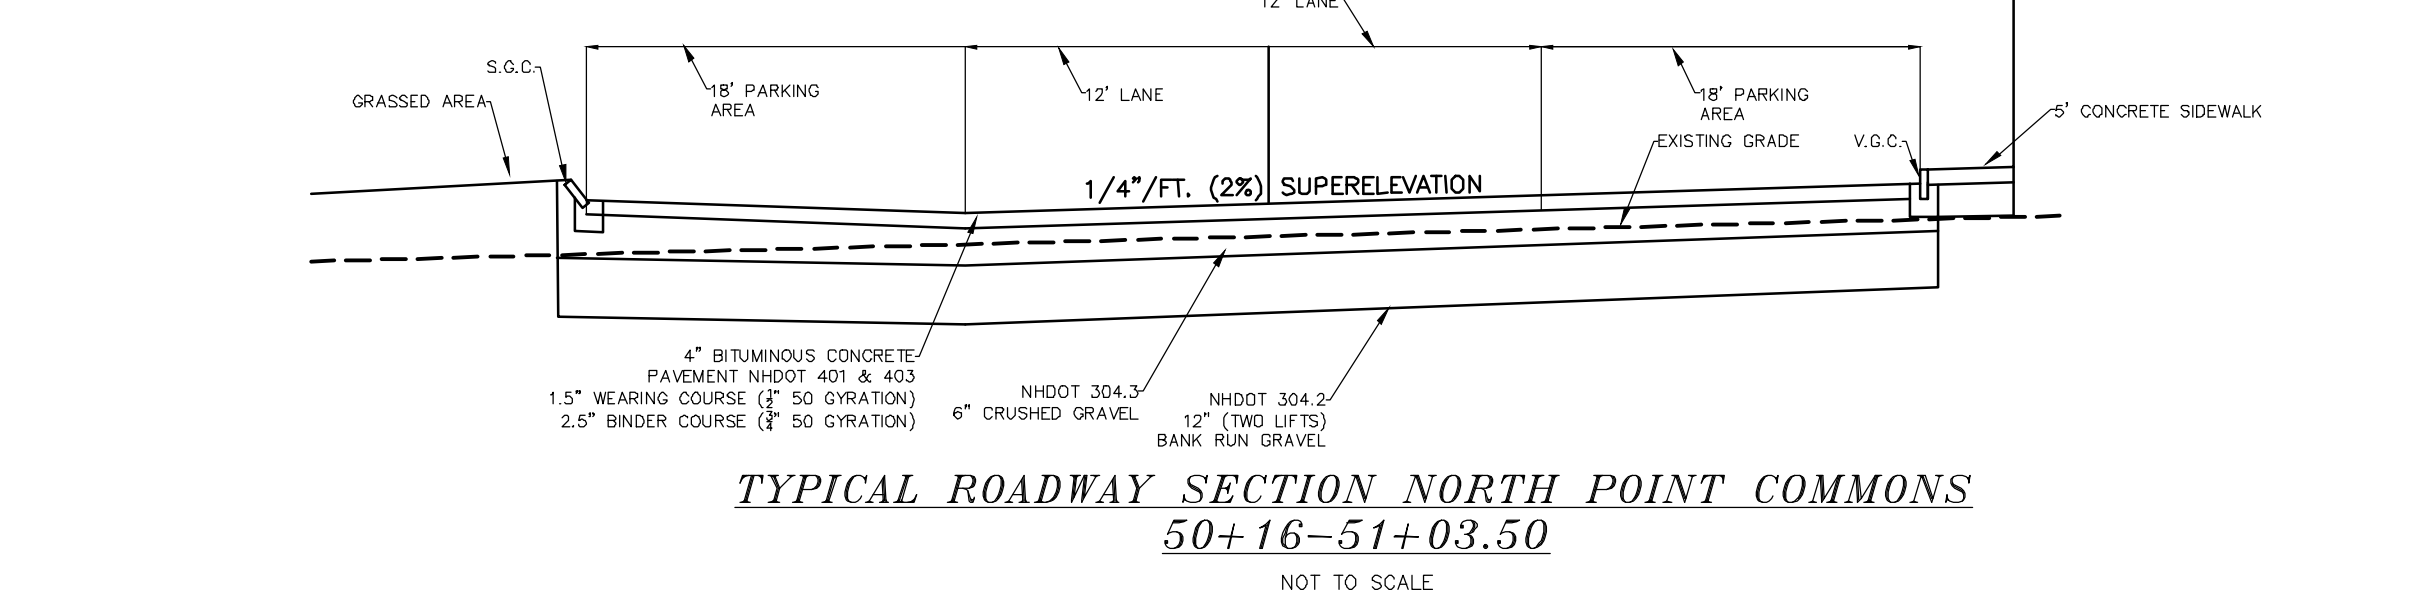 12' LANE
S.G.C.
GRASSED AREA
18' PARKING
AREA
12' LANE
18' PARKING
AREA
5' CONCRETE SIDEWALK
EXISTING GRADE
V.G.C.
1/4"/FT. (2%) SUPERELEVATION
4" BITUMINOUS CONCRETE
PAVEMENT NHDOT 401 & 403
1.5" WEARING COURSE (1/2" 50 GYRATION)
2.5" BINDER COURSE (3/4" 50 GYRATION)
NHDOT 304.3
6" CRUSHED GRAVEL
NHDOT 304.2
12" (TWO LIFTS)
BANK RUN GRAVEL
TYPICAL ROADWAY SECTION NORTH POINT COMMONS
50+16-51+03.50
NOT TO SCALE